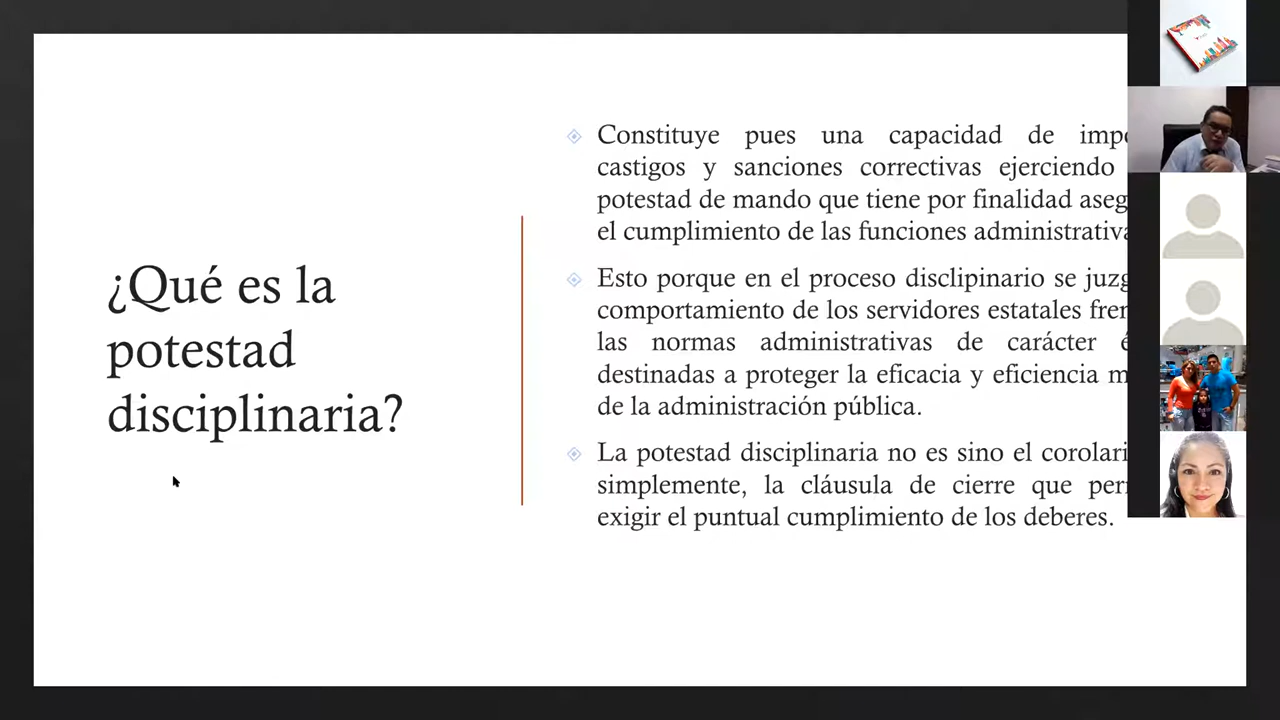 ¿Qué es la
potestad
disciplinaria?
Constituye pues una capacidad de
castigos y sanciones correctivas ejerciendo
potestad de mando que tiene por finalidad
el cumplimiento de las funciones
Esto porque en el proceso disclipinario se
comportamiento de los servidores estatales
las normas administrativas de carácter
destinadas a proteger la eficacia y eficiencia
de la administración pública.
La potestad disciplinaria no es sino el
simplemente, la cláusula de cierre que
exigir el puntual cumplimiento de los deberes.